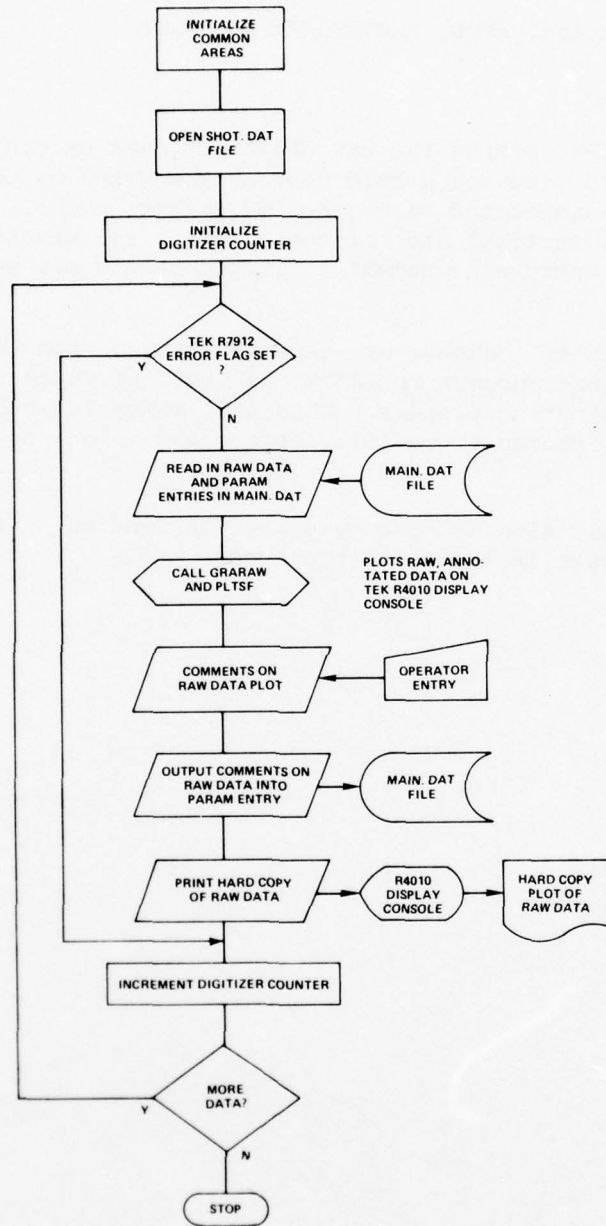 INITIALIZE
COMMON
AREAS
OPEN SHOT. DAT
FILE
INITIALIZE
DIGITIZER COUNTER
TEK R7912
ERROR FLAG SET
?
Y
N
READ IN RAW DATA
AND PARAM
ENTRIES IN MAIN. DAT
MAIN. DAT
FILE
CALL GRARAW
AND PLTSF
PLOTS RAW, ANNO-
TATED DATA ON
TEK R4010 DISPLAY
CONSOLE
COMMENTS ON
RAW DATA PLOT
OPERATOR
ENTRY
OUTPUT COMMENTS ON
RAW DATA INTO
PARAM ENTRY
MAIN. DAT
FILE
PRINT HARD COPY
OF RAW DATA
R4010
DISPLAY
CONSOLE
HARD COPY
PLOT OF
RAW DATA
INCREMENT DIGITIZER COUNTER
MORE
DATA?
Y
N
STOP